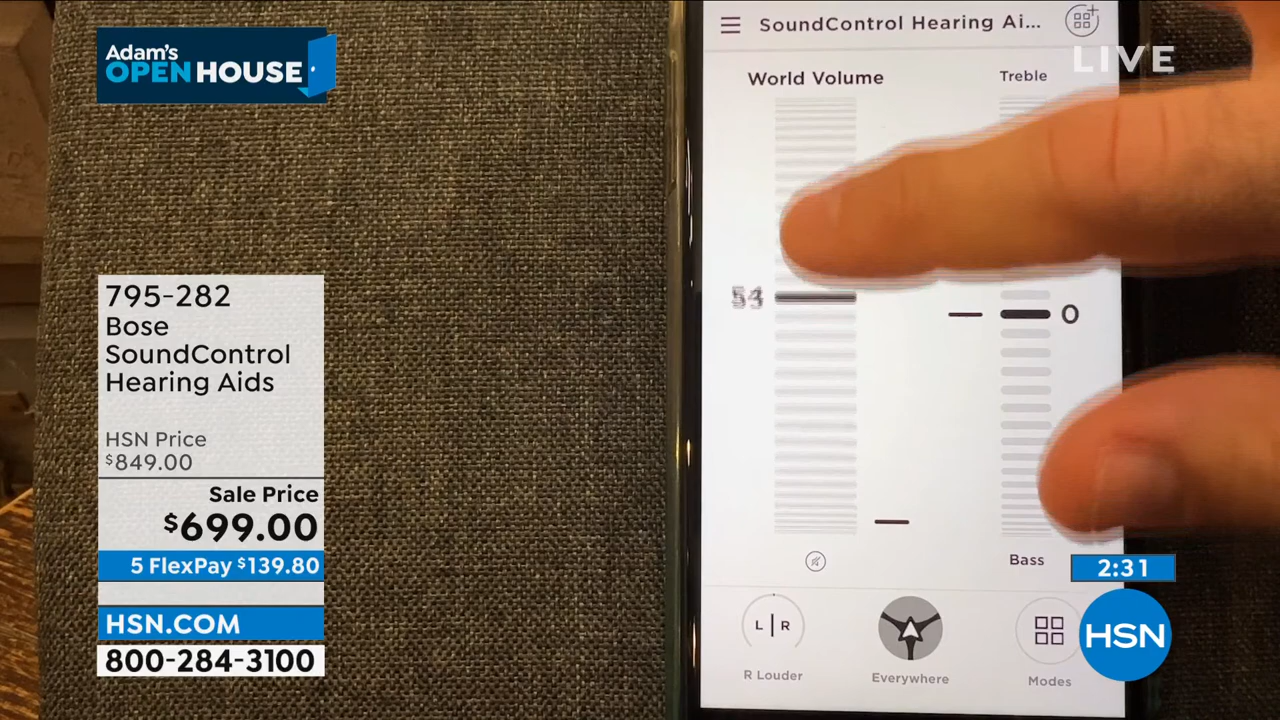 Adam's
OPEN HOUSE
795-282
Bose
SoundControl
Hearing Aids
HSN Price
$849.00
Sale Price
$699.00
5 FlexPay $139.80
HSN.COM
800-284-3100
SoundControl Hearing Ai...
LIVE
World Volume
Treble
0
Bass
2:31
L | R
R Louder
Everywhere
Modes
HSN